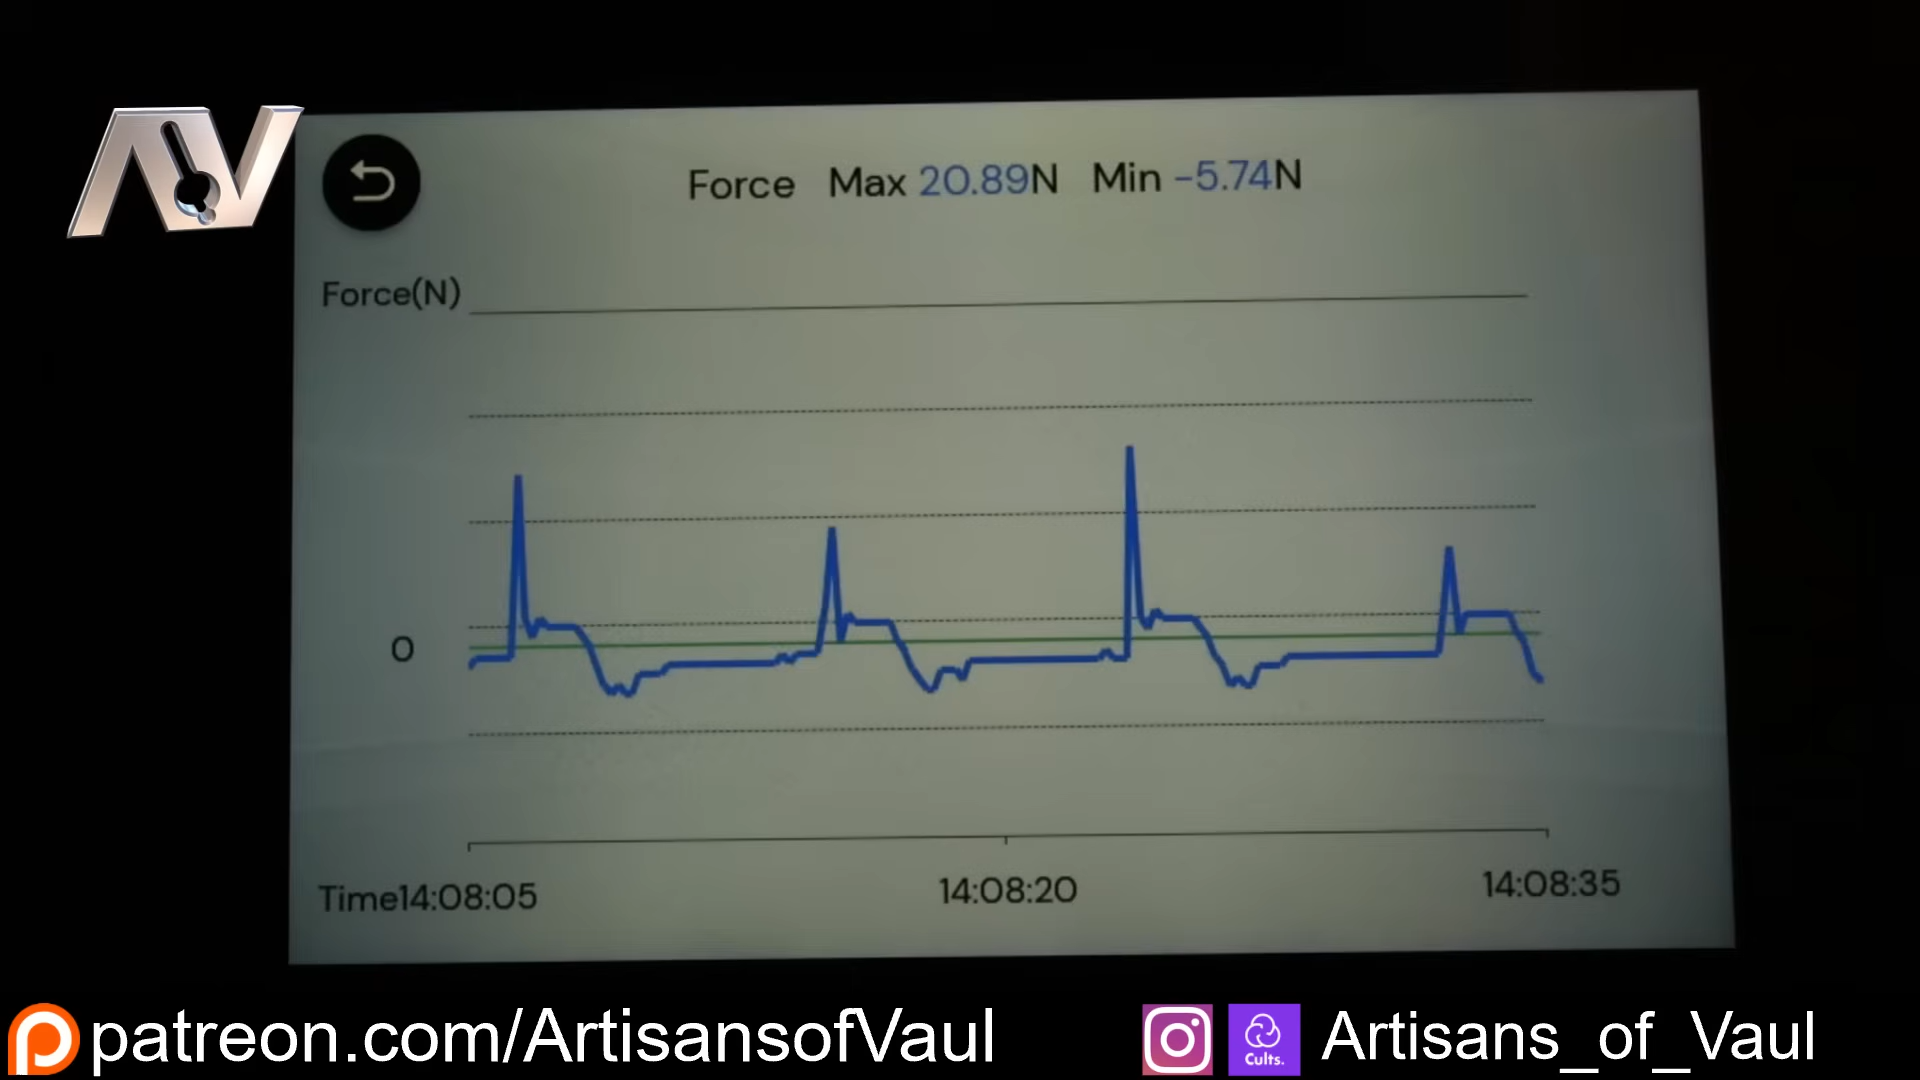 AV
Force Max 20.89N Min -5.74N
Force(N)
0
Time14:08:05 14:08:20 14:08:35
patreon.com/ArtisansofVaul
Cults.
Artisans_of_Vaul